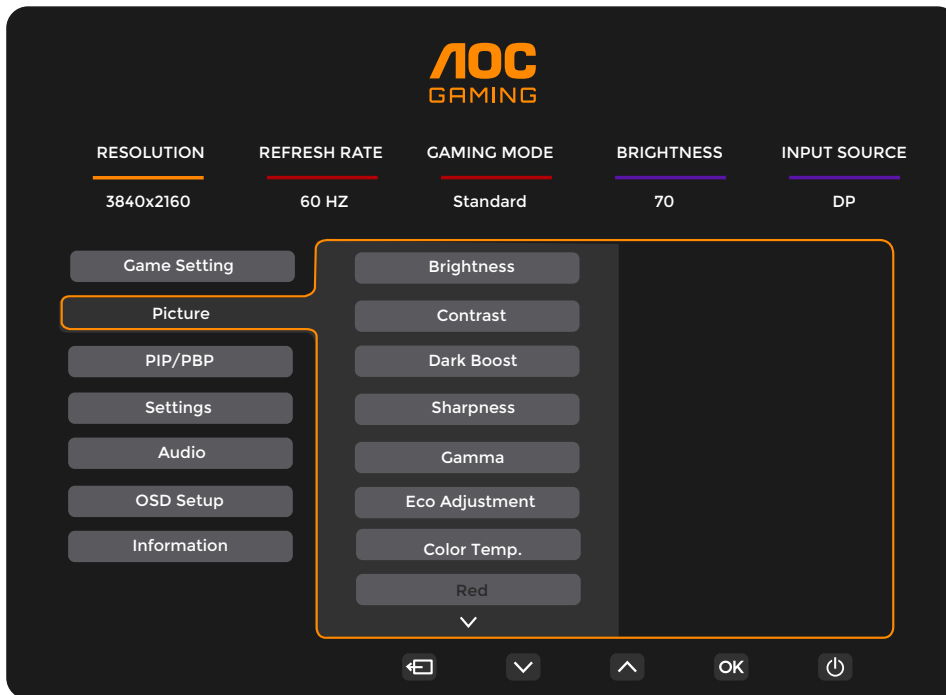 AOC
GAMING
RESOLUTION REFRESH RATE GAMING MODE BRIGHTNESS INPUT SOURCE
3840x2160 60 HZ Standard 70 DP
Game Setting
Picture
PIP/PBP
Settings
Audio
OSD Setup
Information
Brightness
Contrast
Dark Boost
Sharpness
Gamma
Eco Adjustment
Color Temp.
Red
OK